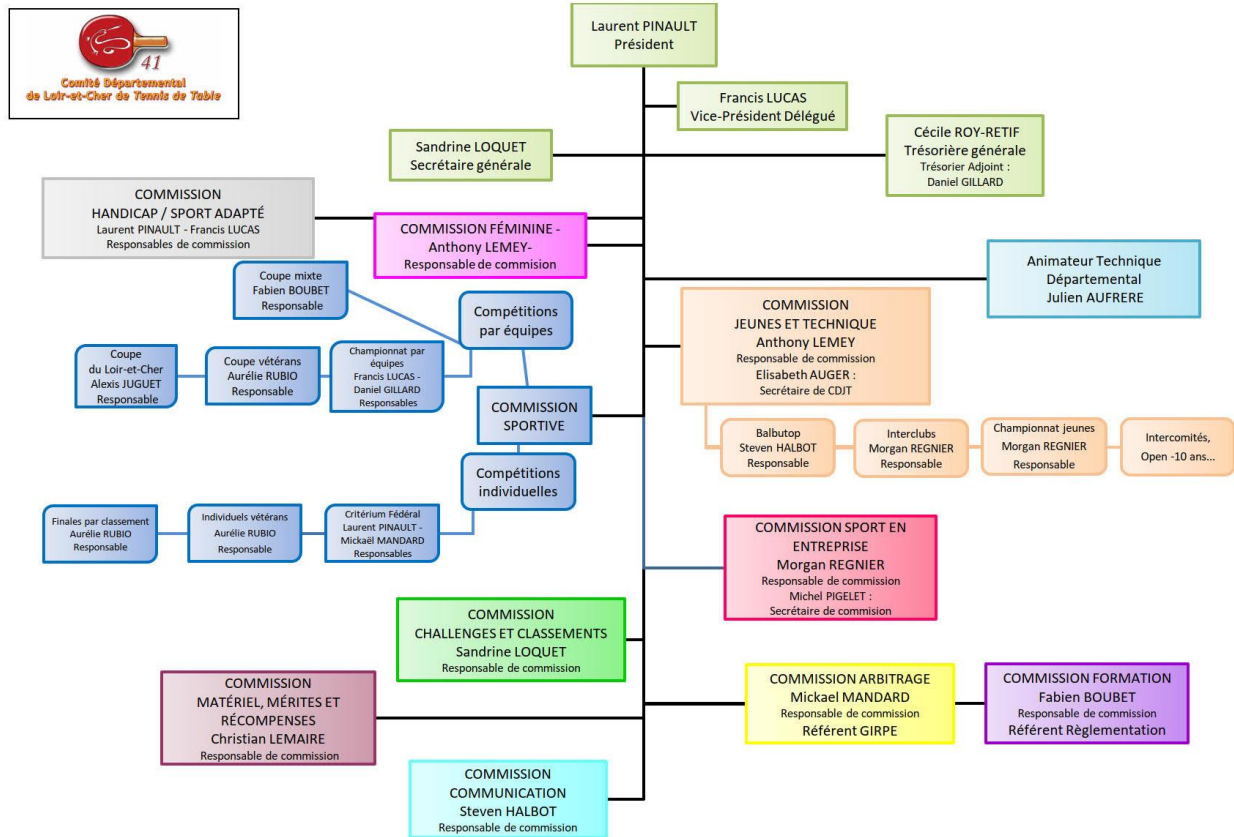 41
Comité Départemental
de Loir-et-Cher de Tennis de Table
Laurent PINAULT
Président
Francis LUCAS
Vice-Président Délégué
Sandrine LOQUET
Secrétaire générale
Cécile ROY-RETIF
Trésorière générale
Trésorier Adjoint :
Daniel GILLARD
COMMISSION
HANDICAP / SPORT ADAPTÉ
Laurent PINAULT - Francis LUCAS
Responsables de commission
COMMISSION FÉMININE -
Anthony LEMEY-
Responsable de commision
Animateur Technique
Départemental
Julien AUFRERE
Coupe mixte
Fabien BOUBET
Responsable
Compétitions
par équipes
COMMISSION
JEUNES ET TECHNIQUE
Anthony LEMEY
Responsable de commission
Elisabeth AUGER :
Secrétaire de CDJT
Coupe
du Loir-et-Cher
Alexis JUGUET
Responsable
Coupe vétérans
Aurélie RUBIO
Responsable
Championnat par
équipes
Francis LUCAS -
Daniel GILLARD
Responsables
COMMISSION
SPORTIVE
Balbutop
Steven HALBOT
Responsable
Interclubs
Morgan REGNIER
Responsable
Championnat jeunes
Morgan REGNIER
Responsable
Intercomités,
Open -10 ans...
Compétitions
individuelles
Finales par classement
Aurélie RUBIO
Responsable
Individuels vétérans
Aurélie RUBIO
Responsable
Critérium Fédéral
Laurent PINAULT -
Mickaël MANDARD
Responsables
COMMISSION SPORT EN
ENTREPRISE
Morgan REGNIER
Responsable de commission
Michel PIGELET :
Secrétaire de commision
COMMISSION
CHALLENGES ET CLASSEMENTS
Sandrine LOQUET
Responsable de commission
COMMISSION
MATÉRIEL, MÉRITES ET
RÉCOMPENSES
Christian LEMAIRE
Responsable de commission
COMMISSION ARBITRAGE
Mickael MANDARD
Responsable de commission
Référent GIRPE
COMMISSION FORMATION
Fabien BOUBET
Responsable de commission
Référent Règlementation
COMMISSION
COMMUNICATION
Steven HALBOT
Responsable de commission